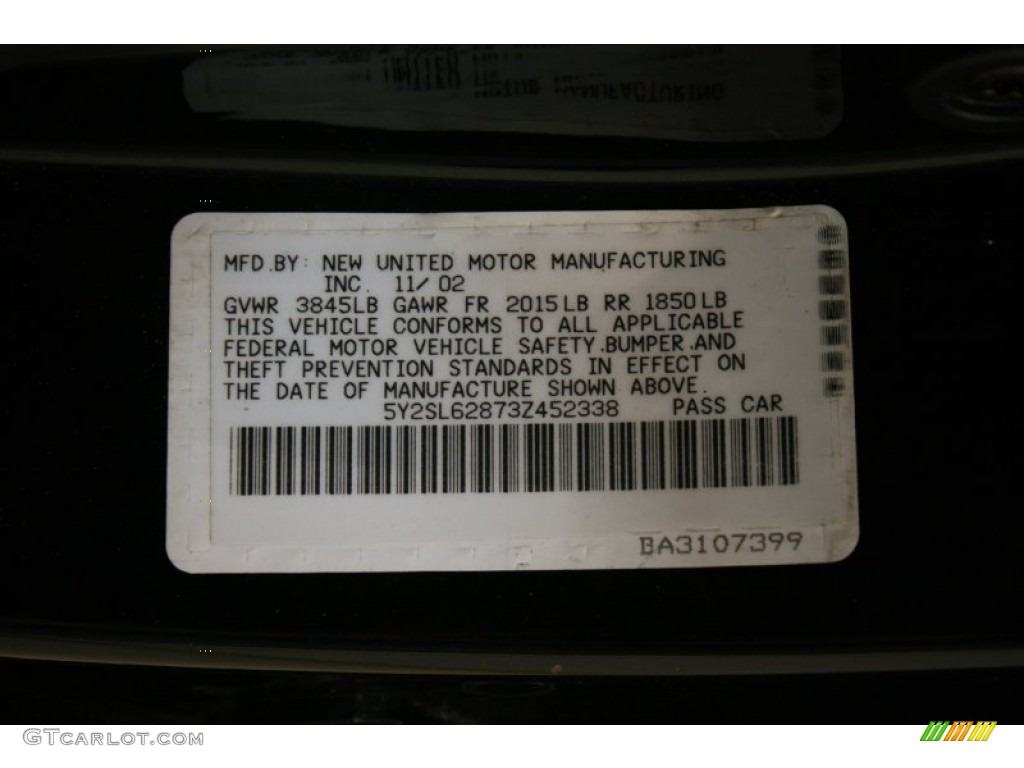 MFD.BY: NEW UNITED MOTOR MANUFACTURING
INC. 11/02
GVWR 3845LB GAWR FR 2015LB RR 1850LB
THIS VEHICLE CONFORMS TO ALL APPLICABLE
FEDERAL MOTOR VEHICLE SAFETY.BUMPER.AND
THEFT PREVENTION STANDARDS IN EFFECT ON
THE DATE OF MANUFACTURE SHOWN ABOVE.
5Y2SL62873Z452338 PASS CAR
BA3107399
GTCARLOT.COM